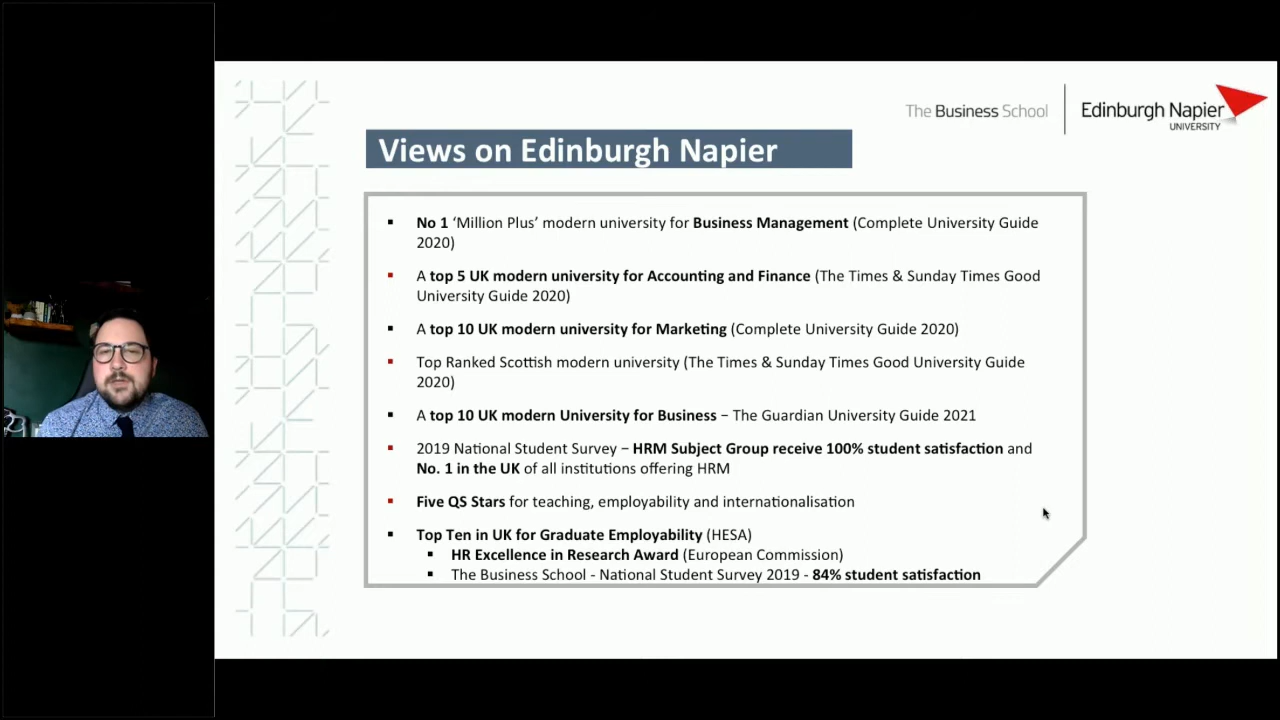 The Business School
Edinburgh Napier
UNIVERSITY
Views on Edinburgh Napier
▪ No 1 ‘Million Plus’ modern university for Business Management (Complete University Guide
2020)
▪ A top 5 UK modern university for Accounting and Finance (The Times & Sunday Times Good
University Guide 2020)
▪ A top 10 UK modern university for Marketing (Complete University Guide 2020)
▪ Top Ranked Scottish modern university (The Times & Sunday Times Good University Guide
2020)
▪ A top 10 UK modern University for Business – The Guardian University Guide 2021
▪ 2019 National Student Survey – HRM Subject Group receive 100% student satisfaction and
No. 1 in the UK of all institutions offering HRM
▪ Five QS Stars for teaching, employability and internationalisation
▪ Top Ten in UK for Graduate Employability (HESA)
▪ HR Excellence in Research Award (European Commission)
▪ The Business School - National Student Survey 2019 - 84% student satisfaction